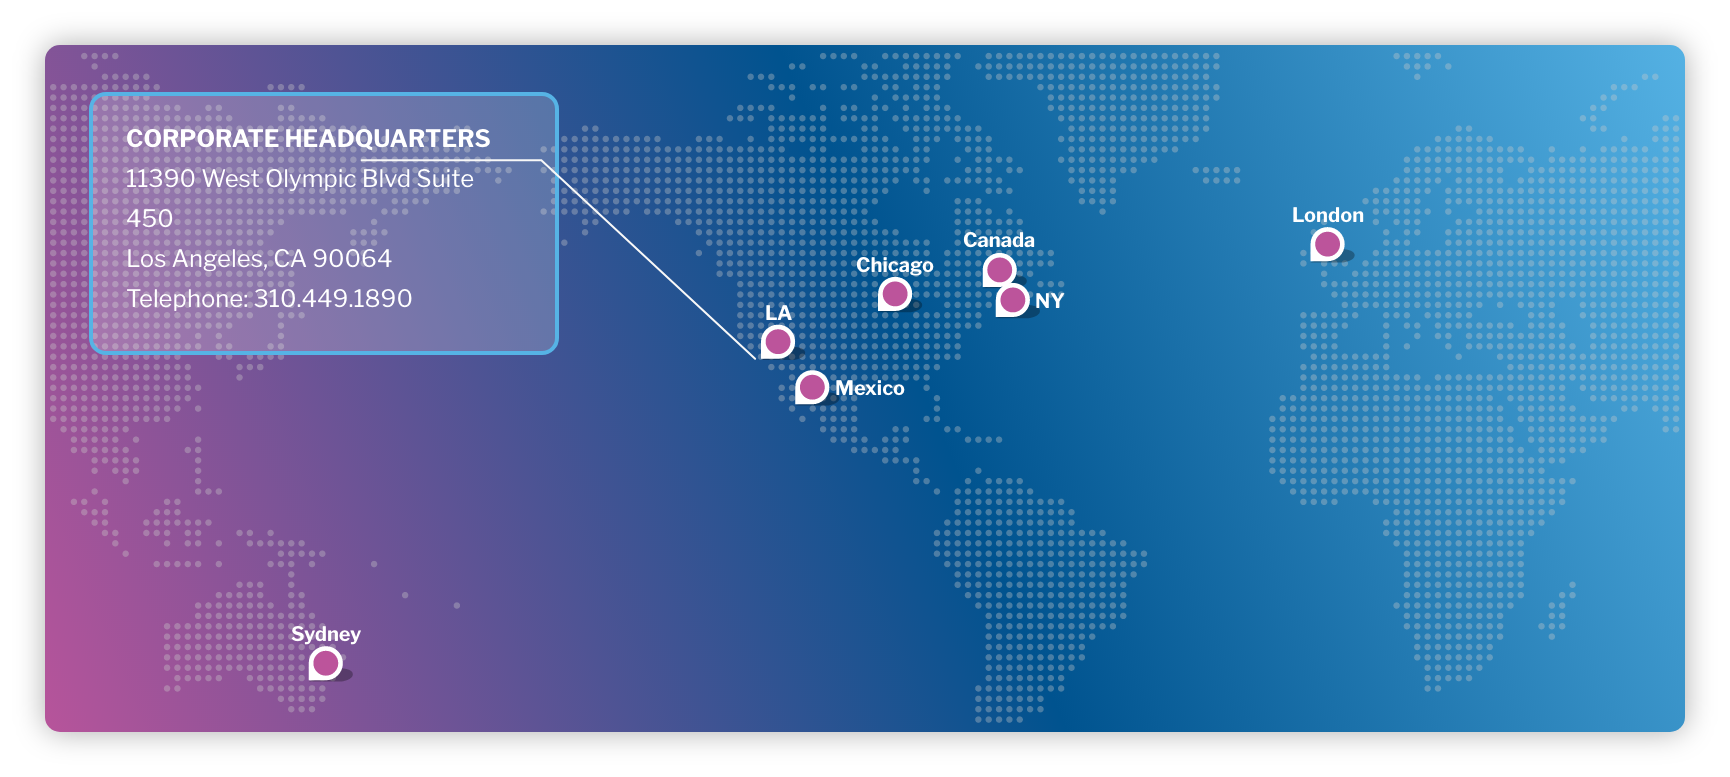 CORPORATE HEADQUARTERS
11390 West Olympic Blvd Suite
450
Los Angeles, CA 90064
Telephone: 310.449.1890
London
Canada
Chicago
NY
LA
Mexico
Sydney